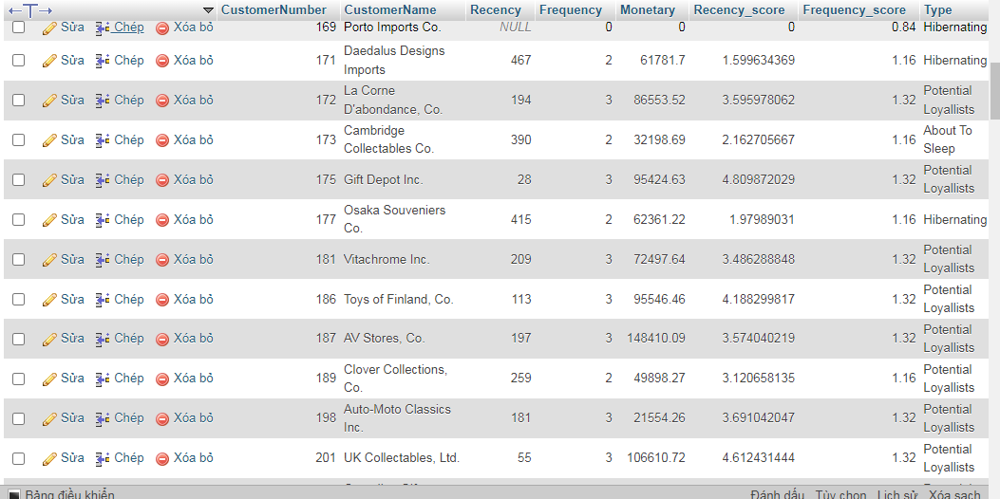 ←T→ CustomerNumber CustomerName Recency Frequency Monetary Recency_score Frequency_score Type
Sửa Chép Xóa bỏ 169 Porto Imports Co. NULL 0 0 0 0.84 Hibernating
Sửa Chép Xóa bỏ 171 Daedalus Designs Imports 467 2 61781.7 1.599634369 1.16 Hibernating
Sửa Chép Xóa bỏ 172 La Corne D'abondance, Co. 194 3 86553.52 3.595978062 1.32 Potential Loyallists
Sửa Chép Xóa bỏ 173 Cambridge Collectables Co. 390 2 32198.69 2.162705667 1.16 About To Sleep
Sửa Chép Xóa bỏ 175 Gift Depot Inc. 28 3 95424.63 4.809872029 1.32 Potential Loyallists
Sửa Chép Xóa bỏ 177 Osaka Souveniers Co. 415 2 62361.22 1.97989031 1.16 Hibernating
Sửa Chép Xóa bỏ 181 Vitachrome Inc. 209 3 72497.64 3.486288848 1.32 Potential Loyallists
Sửa Chép Xóa bỏ 186 Toys of Finland, Co. 113 3 95546.46 4.188299817 1.32 Potential Loyallists
Sửa Chép Xóa bỏ 187 AV Stores, Co. 197 3 148410.09 3.574040219 1.32 Potential Loyallists
Sửa Chép Xóa bỏ 189 Clover Collections, Co. 259 2 49898.27 3.120658135 1.16 Potential Loyallists
Sửa Chép Xóa bỏ 198 Auto-Moto Classics Inc. 181 3 21554.26 3.691042047 1.32 Potential Loyallists
Sửa Chép Xóa bỏ 201 UK Collectables, Ltd. 55 3 106610.72 4.612431444 1.32 Potential Loyallists
Bảng điều khiển Đánh dấu Tùy chọn Lịch sử Xóa sạch